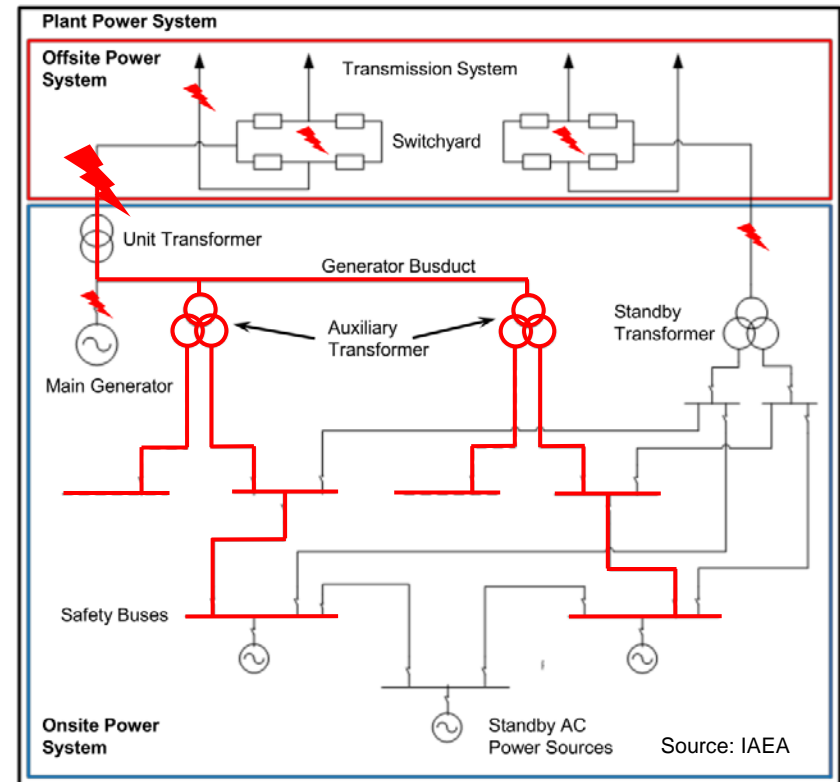 Plant Power System
Offsite Power
System
Transmission System
Switchyard
Unit Transformer
Generator Busduct
Auxiliary
Transformer
Standby
Transformer
Main Generator
Safety Buses
Onsite Power
System
Standby AC
Power Sources
Source: IAEA